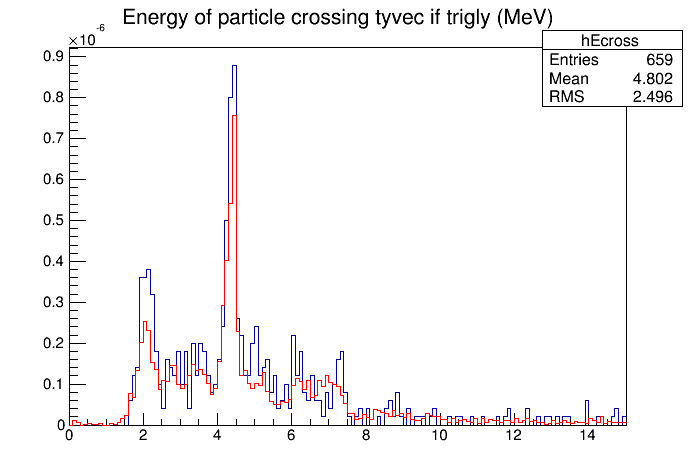 Energy of particle crossing tyvec if trigly (MeV)
×10^-6
hEcross
Entries 659
Mean 4.802
RMS 2.496
0.9
0.8
0.7
0.6
0.5
0.4
0.3
0.2
0.1
0
0 2 4 6 8 10 12 14